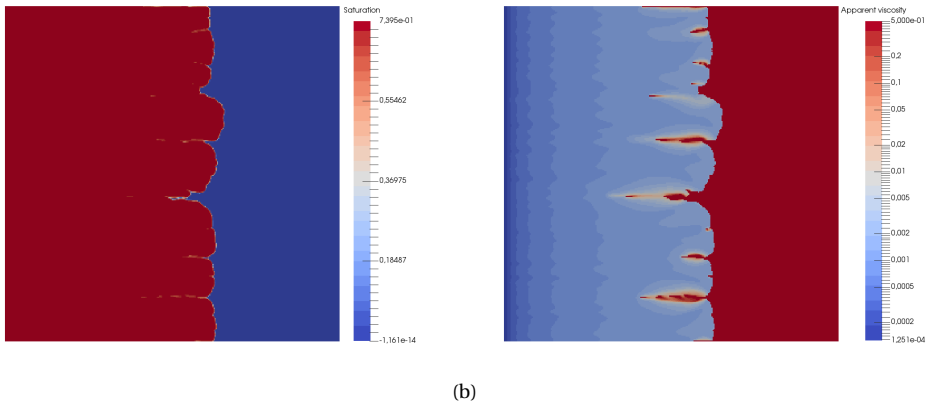 Saturation
7,395e-01
0,55462
0,36975
0,18487
-1,161e-14
Apparent viscosity
5,000e-01
0,2
0,1
0,05
0,02
0,01
0,005
0,002
0,001
0,0005
0,0002
1,251e-04
(b)